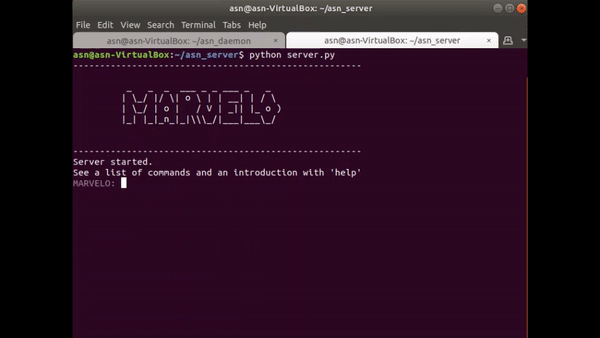 asn@asn-VirtualBox: ~/asn_server
File Edit View Search Terminal Tabs Help
asn@asn-VirtualBox: ~/asn_daemon × asn@asn-VirtualBox: ~/asn_server ×
asn@asn-VirtualBox:~/asn_server$ python server.py
-----------------------------------------------------
MARVELO
-----------------------------------------------------
Server started.
See a list of commands and an introduction with 'help'
MARVELO: